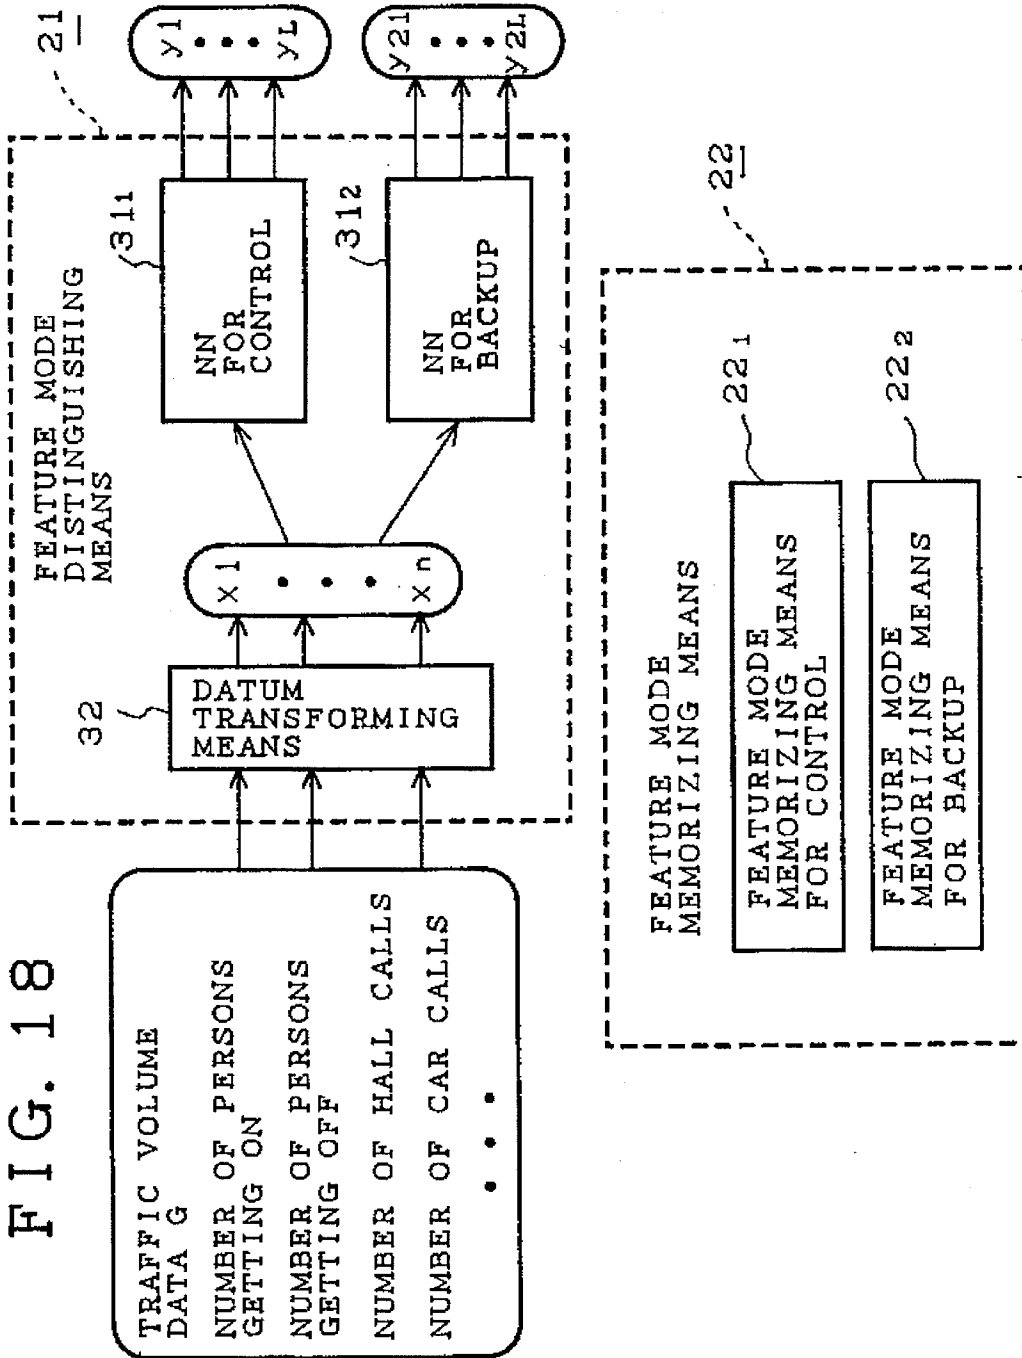 FIG. 18
TRAFFIC VOLUME
DATA G
NUMBER OF PERSONS
GETTING ON
NUMBER OF PERSONS
GETTING OFF
NUMBER OF HALL CALLS
NUMBER OF CAR CALLS
FEATURE MODE
DISTINGUISHING
MEANS
21
32
DATUM
TRANSFORMING
MEANS
x1
xn
311
NN
FOR
CONTROL
312
NN
FOR
BACKUP
y1
yL
y21
y2L
22
FEATURE MODE
MEMORIZING MEANS
221
FEATURE MODE
MEMORIZING MEANS
FOR CONTROL
222
FEATURE MODE
MEMORIZING MEANS
FOR BACKUP